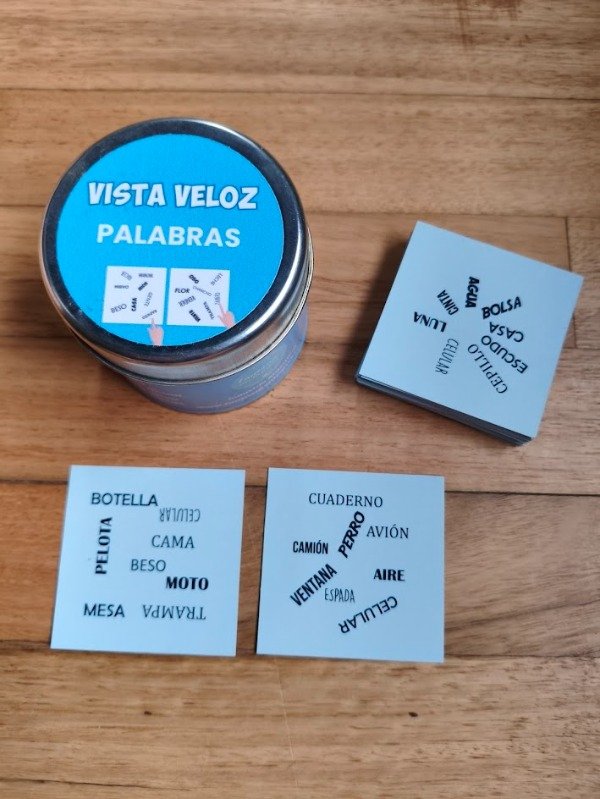 VISTA VELOZ
PALABRAS
FLOR
CASA
AGUA
CINTA
BOLSA
LUNA
CASA
ESCUDO
CELULAR
CEPILLO
BOTELLA
CELULAR
PELOTA
CAMA
BESO
MOTO
MESA
TRAMPA
CUADERNO
PERRO
AVIÓN
CAMIÓN
VENTANA
AIRE
ESPADA
CELULAR